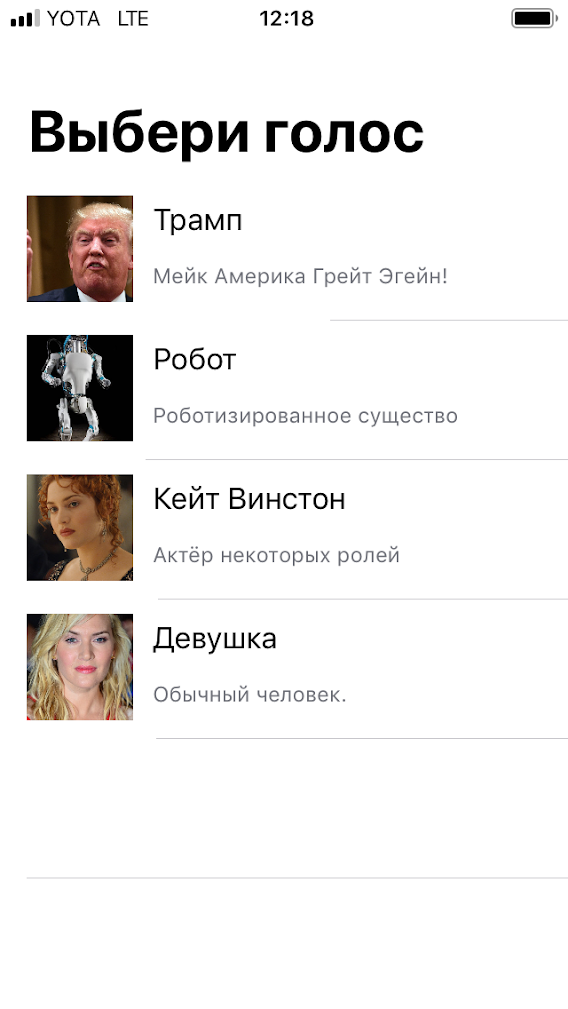 YOTA LTE 12:18
Выбери голос
Трамп
Мейк Америка Грейт Эгейн!
Робот
Роботизированное существо
Кейт Винстон
Актёр некоторых ролей
Девушка
Обычный человек.